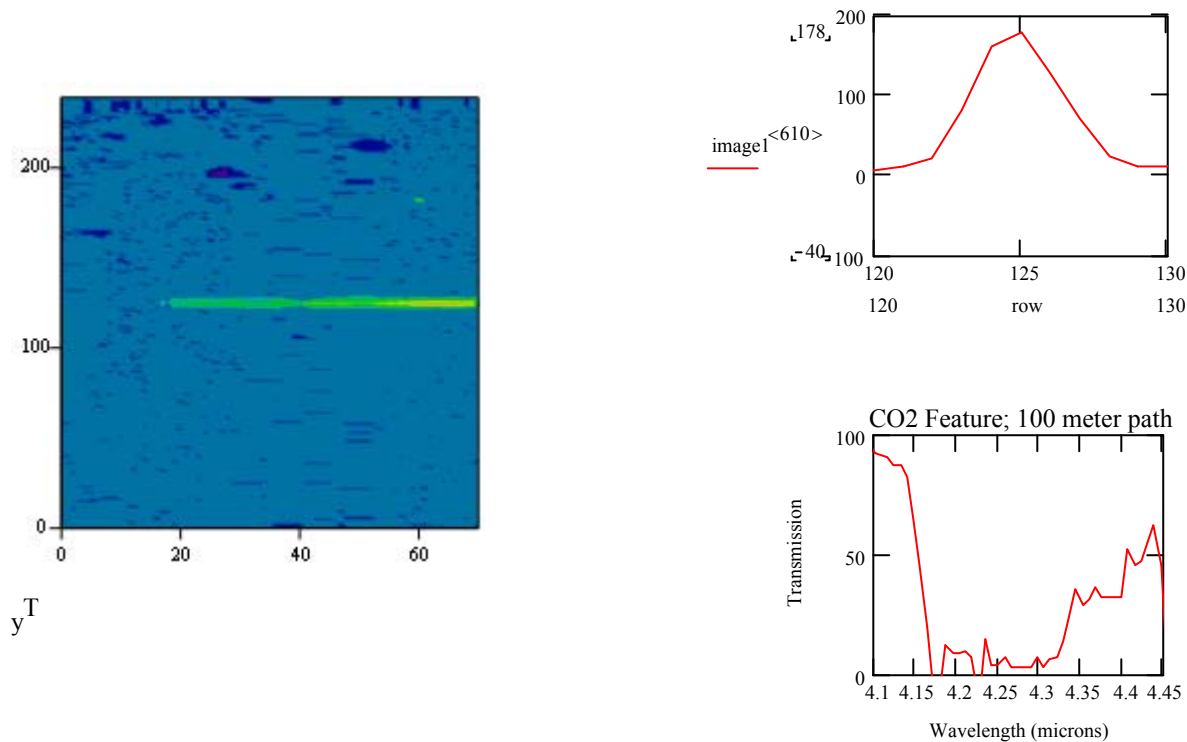 200
100
0
0 20 40 60
y^T
⌞178⌟
200
100
0
100
⌞-40⌟
image1^<610>
120 125 130
120 row 130
CO2 Feature; 100 meter path
100
50
0
Transmission
4.1 4.15 4.2 4.25 4.3 4.35 4.4 4.45
Wavelength (microns)